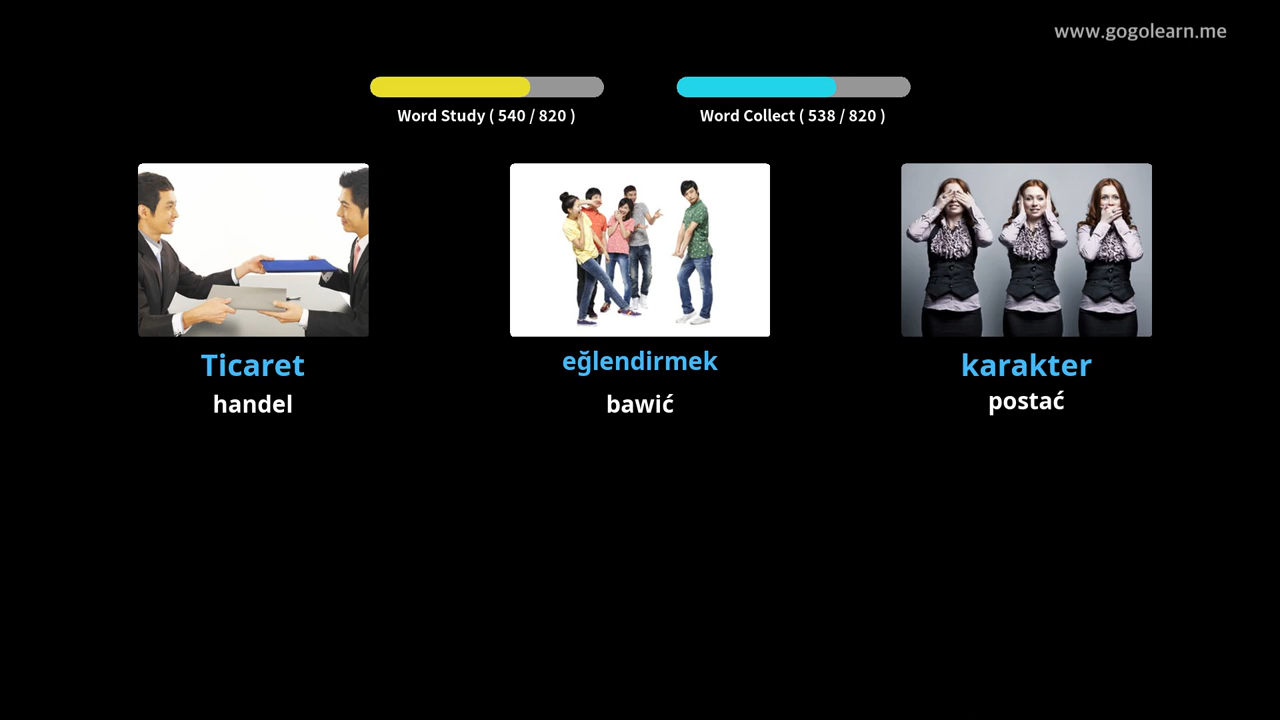 www.gogolearn.me
Word Study ( 540 / 820 )
Word Collect ( 538 / 820 )
Ticaret
handel
eğlendirmek
bawić
karakter
postać